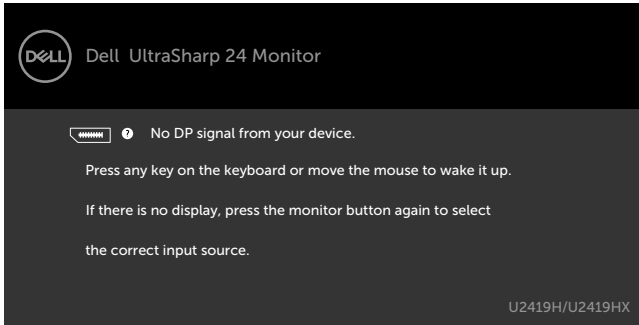 DELL
Dell UltraSharp 24 Monitor
? No DP signal from your device.
Press any key on the keyboard or move the mouse to wake it up.
If there is no display, press the monitor button again to select
the correct input source.
U2419H/U2419HX